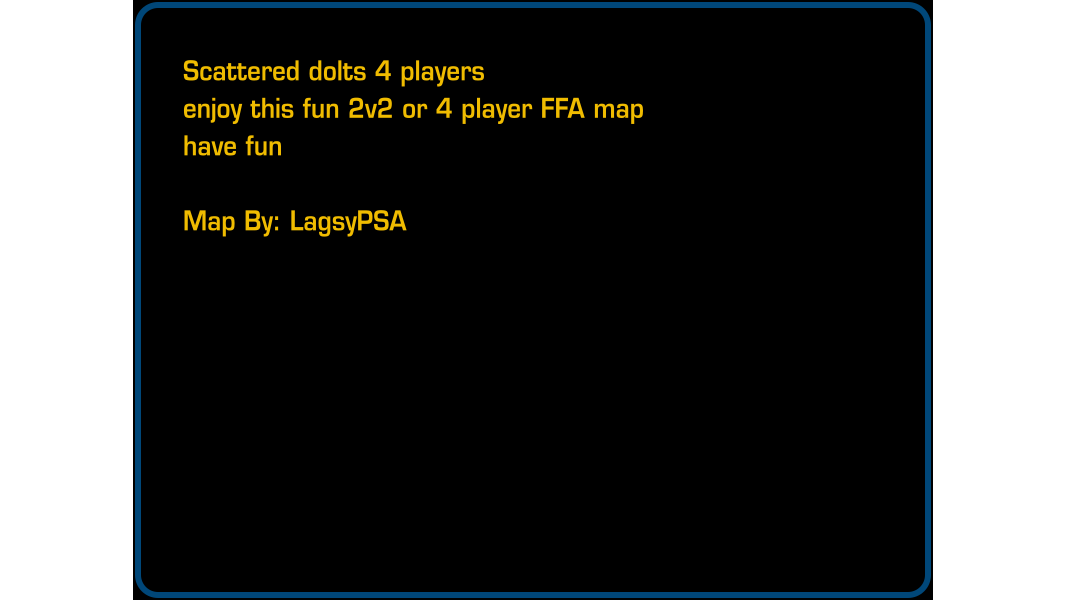 Scattered dolts 4 players
enjoy this fun 2v2 or 4 player FFA map
have fun
Map By: LagsyPSA